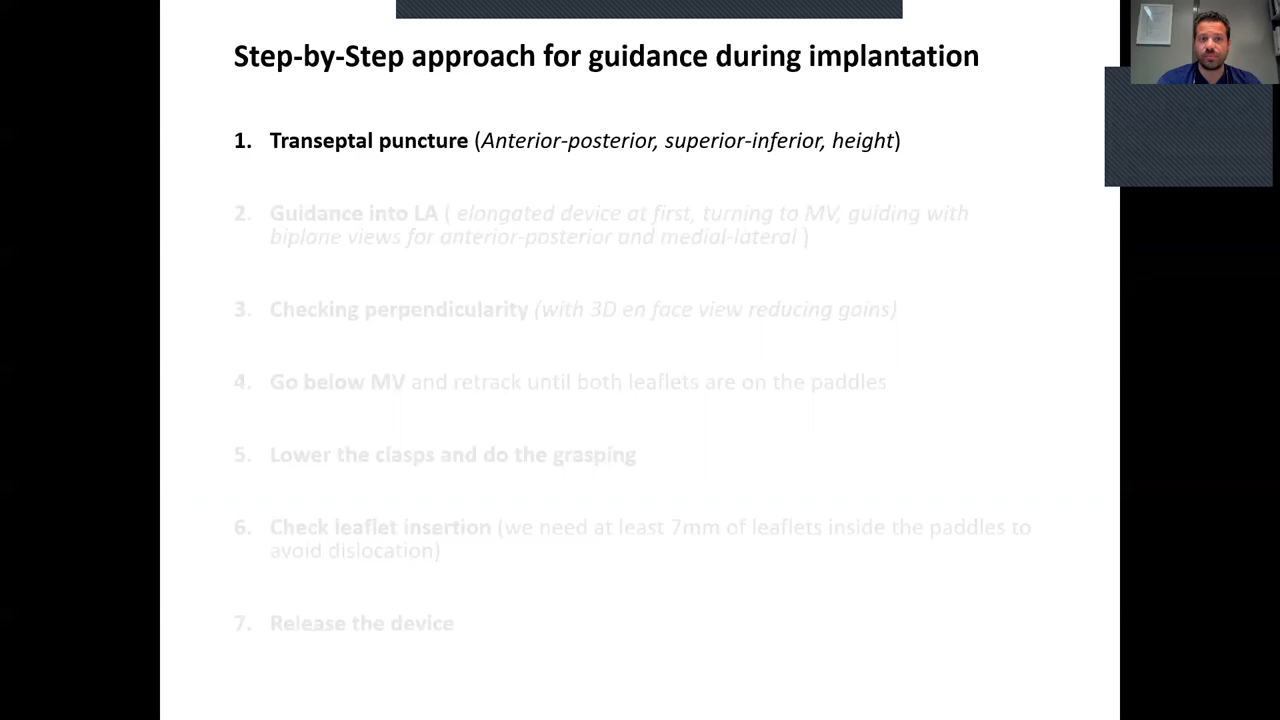 Step-by-Step approach for guidance during implantation
1. Transeptal puncture (Anterior-posterior, superior-inferior, height)
2. Guidance into LA ( elongated device at first, turning to MV, guiding with
biplane views for anterior-posterior and medial-lateral )
3. Checking perpendicularity (with 3D en face view reducing gains)
4. Go below MV and retrack until both leaflets are on the paddles
5. Lower the clasps and do the grasping
6. Check leaflet insertion (we need at least 7mm of leaflets inside the paddles to
avoid dislocation)
7. Release the device